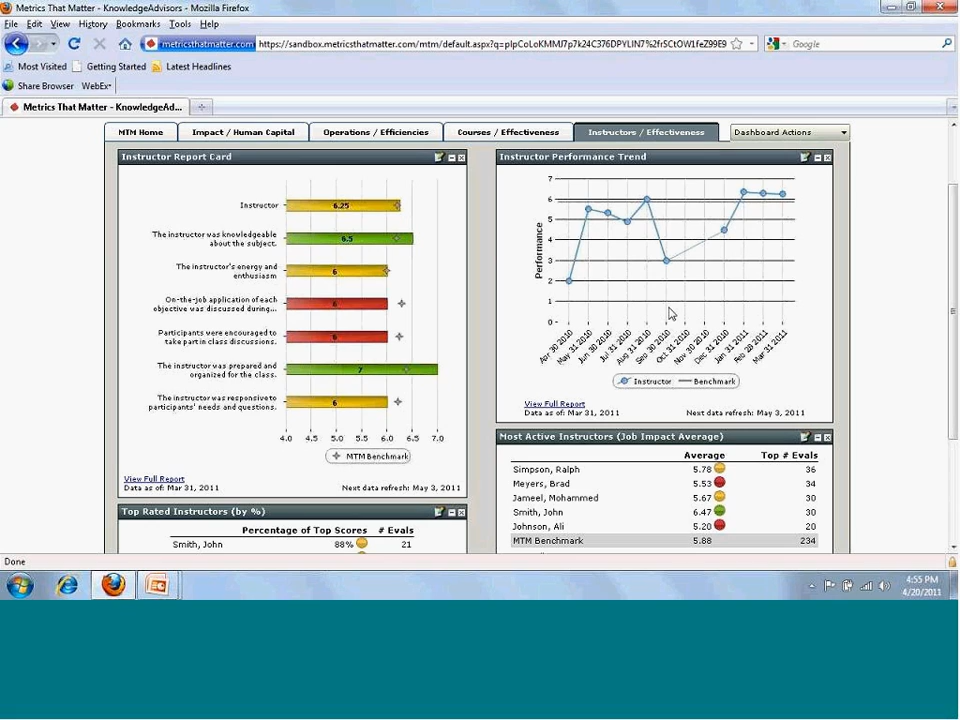 Metrics That Matter - KnowledgeAdvisors - Mozilla Firefox
File Edit View History Bookmarks Tools Help
metricsthatmatter.com
Google
Most Visited Getting Started Latest Headlines
Share Browser WebEx
Metrics That Matter - KnowledgeAd...
MTM Home Impact / Human Capital Operations / Efficiencies Courses / Effectiveness Instructors / Effectiveness Dashboard Actions
Instructor Report Card
Instructor 6.25
The instructor was knowledgeable
about the subject. 6.5
The instructor's energy and
enthusiasm 6
On-the-job application of each
objective was discussed during... 6
Participants were encouraged to
take part in class discussions. 6
The instructor was prepared and
organized for the class. 7
The instructor was responsive to
participants' needs and questions. 6
4.0 4.5 5.0 5.5 6.0 6.5 7.0
MTM Benchmark
View Full Report
Data as of: Mar 31, 2011 Next data refresh: May 3, 2011
Top Rated Instructors (by %)
Percentage of Top Scores # Evals
Smith, John 88% 21
Instructor Performance Trend
Performance
7
6
5
4
3
2
1
0
Apr 30 2010 May 31 2010 Jun 30 2010 Jul 31 2010 Aug 31 2010 Sep 30 2010 Oct 31 2010 Nov 30 2010 Dec 31 2010 Jan 31 2011 Feb 28 2011 Mar 31 2011
Instructor Benchmark
View Full Report
Data as of: Mar 31, 2011 Next data refresh: May 3, 2011
Most Active Instructors (Job Impact Average)
Average Top # Evals
Simpson, Ralph 5.78 36
Meyers, Brad 5.53 34
Jameel, Mohammed 5.67 30
Smith, John 6.47 30
Johnson, Ali 5.20 20
MTM Benchmark 5.88 234
Done
4:55 PM
4/20/2011